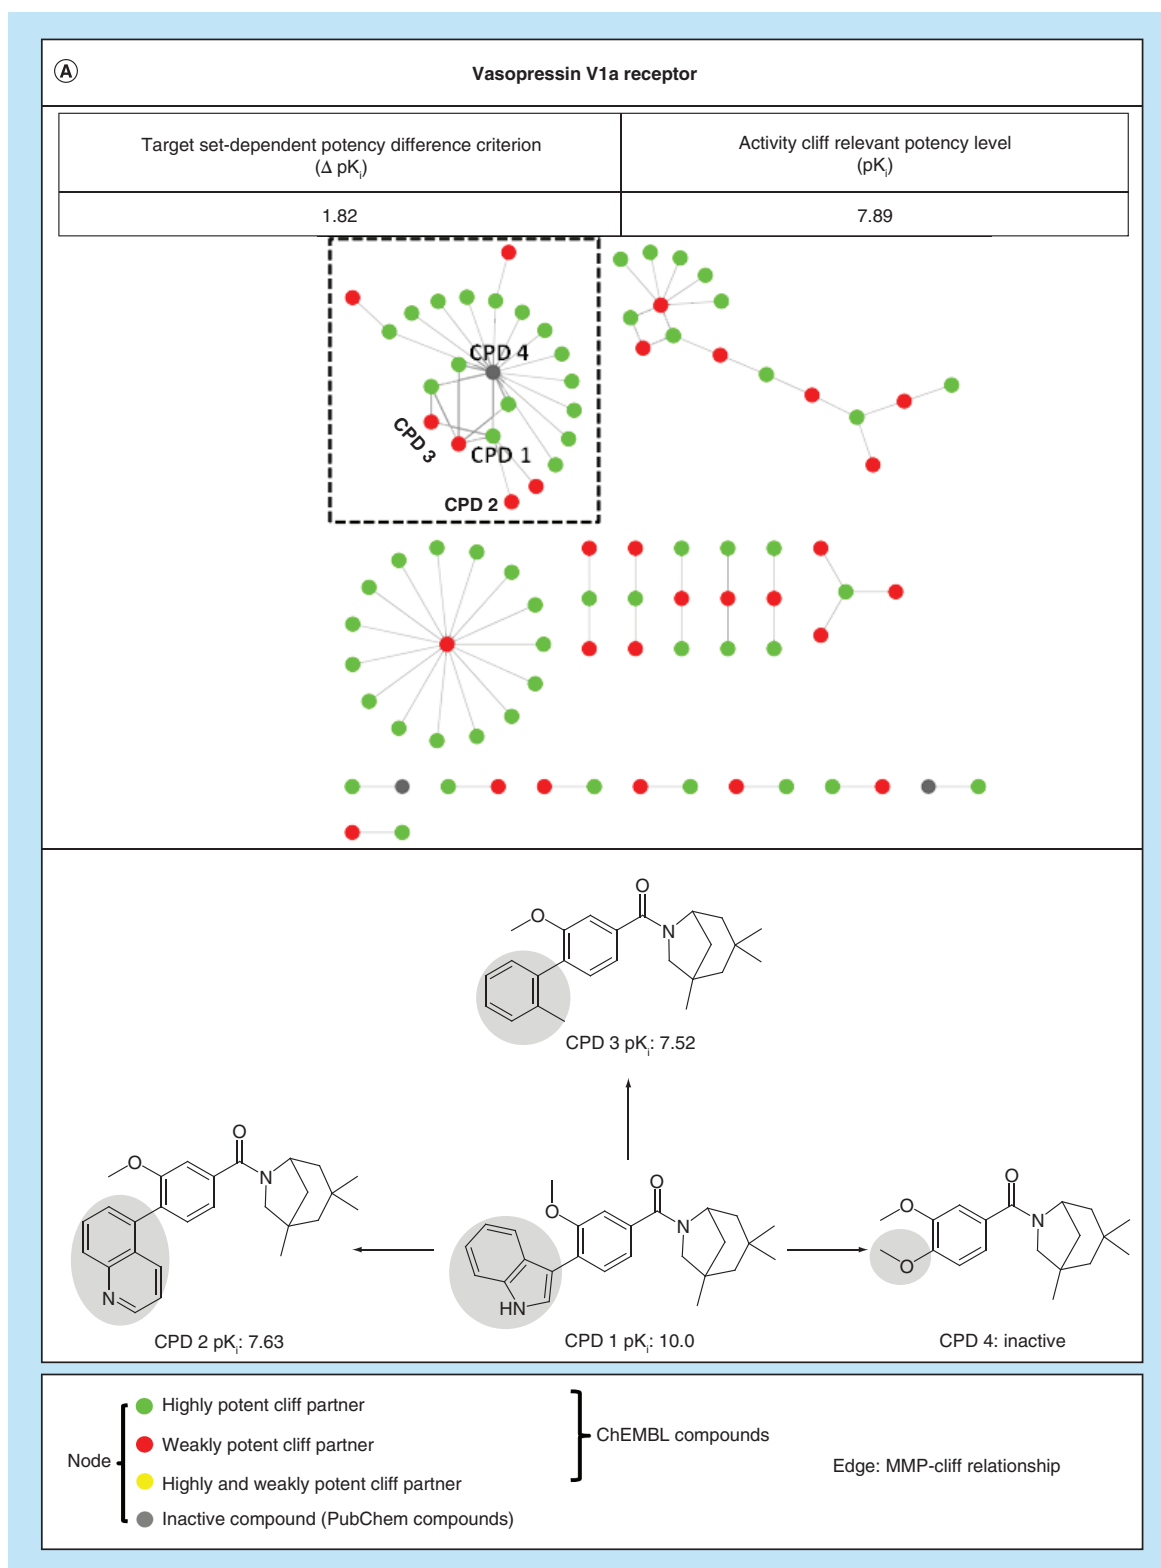 A
Vasopressin V1a receptor
Target set-dependent potency difference criterion
(Δ pKi)
Activity cliff relevant potency level
(pKi)
1.82
7.89
CPD 4
CPD 3
CPD 1
CPD 2
O
O
N
CPD 3 pKi: 7.52
O
O
N
N
CPD 2 pKi: 7.63
O
O
N
HN
CPD 1 pKi: 10.0
O
O
N
O
CPD 4: inactive
Node
Highly potent cliff partner
Weakly potent cliff partner
Highly and weakly potent cliff partner
Inactive compound (PubChem compounds)
ChEMBL compounds
Edge: MMP-cliff relationship